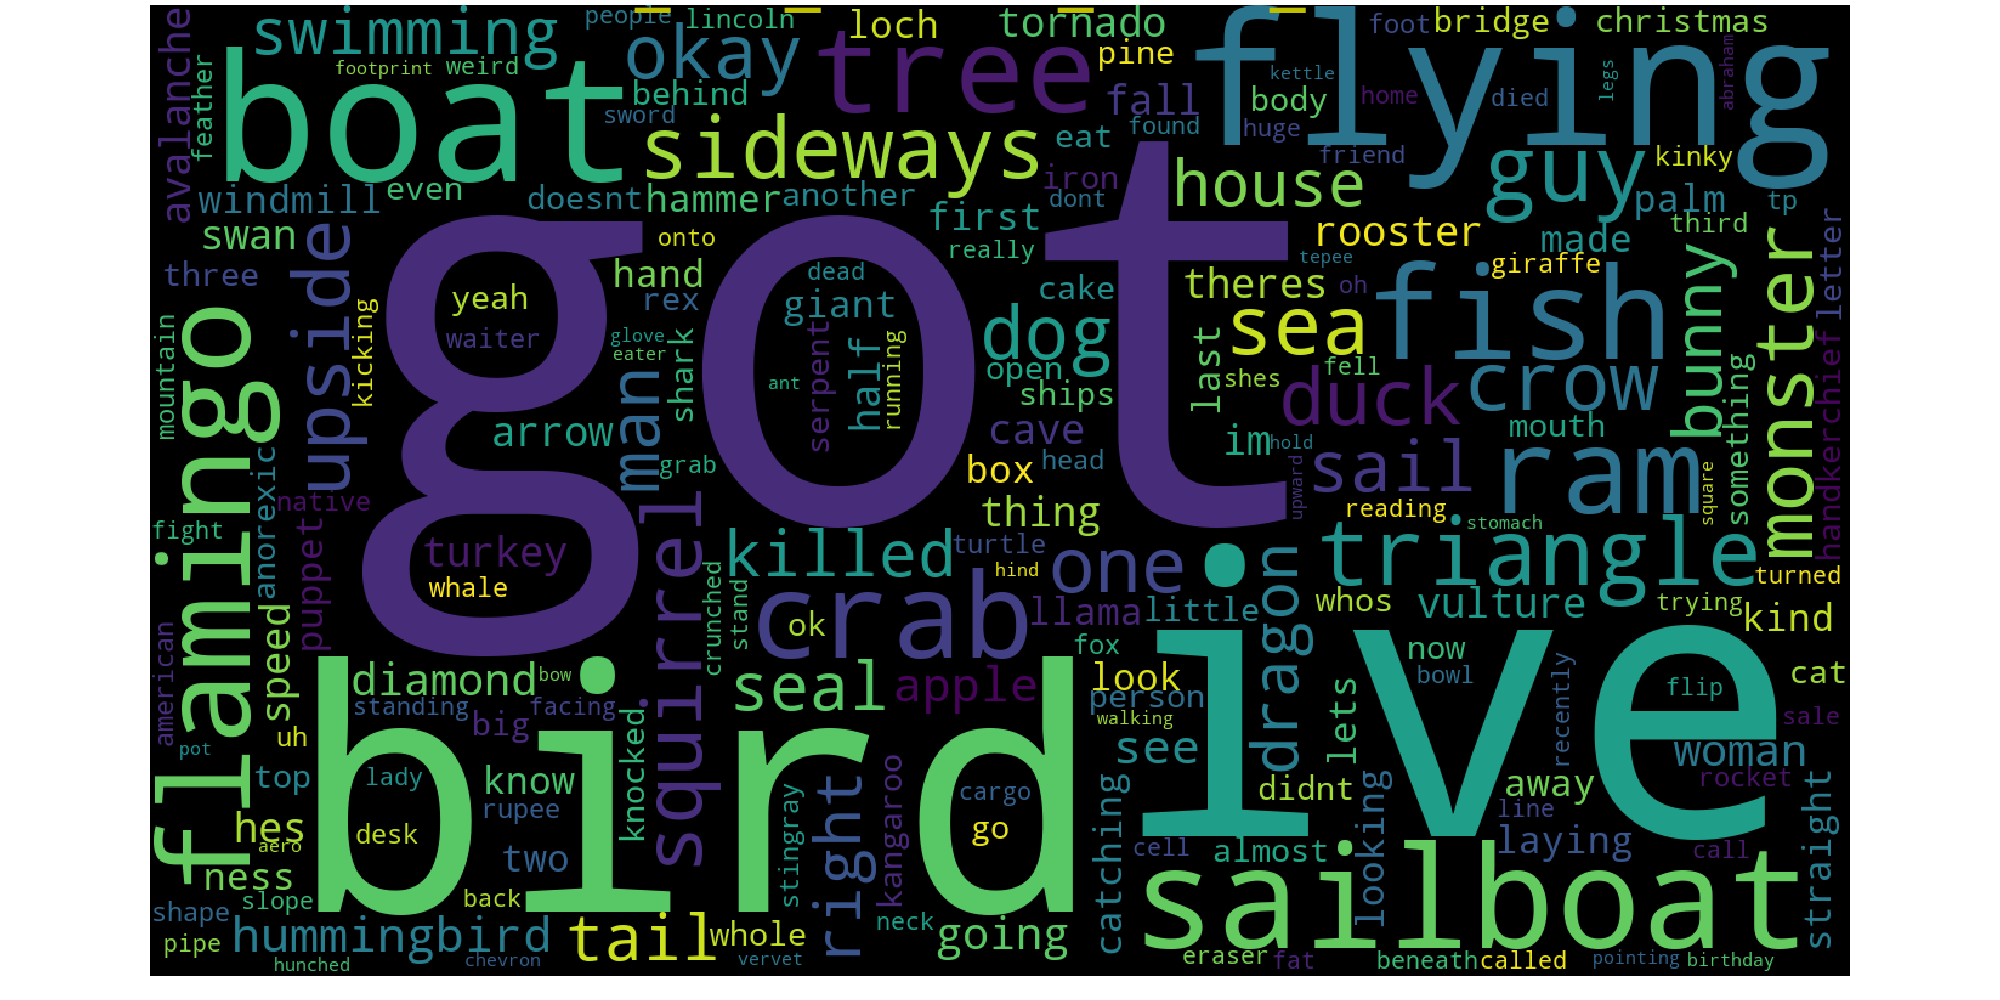 people
lincoln
loch
tornado
foot
bridge
christmas
avalanche
swimming
okay
tree
flying
pine
footprint
weird
feather
boat
behind
sword
fall
kettle
body
home
died
legs
abraham
sideways
eat
found
huge
friend
guy
kinky
windmill
even
doesnt
hammer
another
iron
dont
house
palm
tp
swan
upside
onto
first
really
rooster
made
third
letter
three
hand
dead
tepee
giraffe
bunny
monster
yeah
rex
giant
cake
theres
oh
fish
flamingo
kicking
got
waiter
glove
eater
shark
serpent
half
running
dog
sea
last
mountain
ant
open
ships
shes
fell
duck
crow
something
handkerchief
arrow
man
cave
im
hold
mouth
grab
box
head
upward
sail
ram
square
anorexic
native
squirrel
thing
reading
stomach
fight
puppet
turkey
killed
turtle
one
triangle
turned
whale
crunched
stand
crab
hind
dragon
llama
little
whos
vulture
trying
kind
speed
ok
fox
ive
now
american
diamond
bow
seal
apple
look
person
lets
bowl
recently
flip
cat
standing
big
facing
knocked
walking
sale
uh
pot
bird
see
woman
top
lady
know
right
kangaroo
cargo
catching
didnt
looking
away
rocket
straight
rupee
stingray
line
hes
desk
go
aero
two
cell
almost
laying
call
ness
sailboat
slope
back
shape
neck
pipe
hummingbird
tail
whole
going
hunched
chevron
vervet
eraser
fat
beneath
called
pointing
birthday